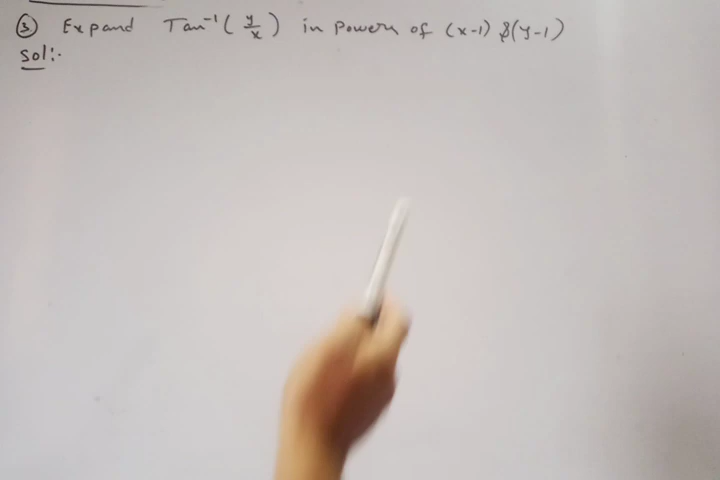 ③ Expand Tan⁻¹(y/x) in powers of (x-1) & (y-1)
Sol:-